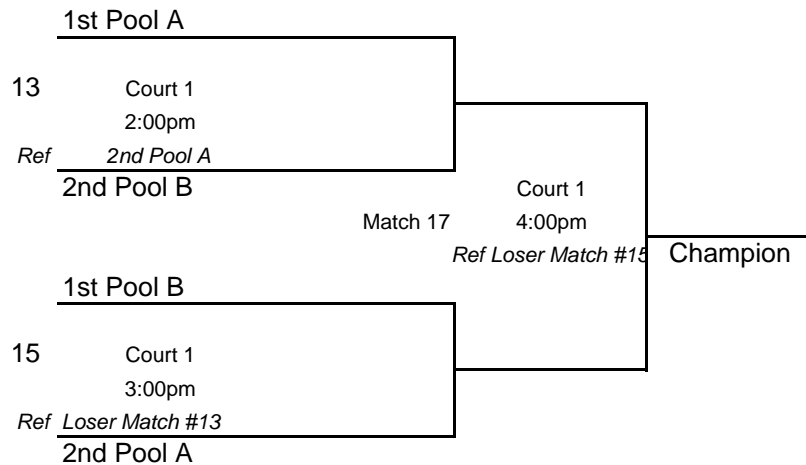 1st Pool A
13 Court 1
2:00pm
Ref 2nd Pool A
2nd Pool B
Court 1
Match 17 4:00pm
Ref Loser Match #15 Champion
1st Pool B
15 Court 1
3:00pm
Ref Loser Match #13
2nd Pool A